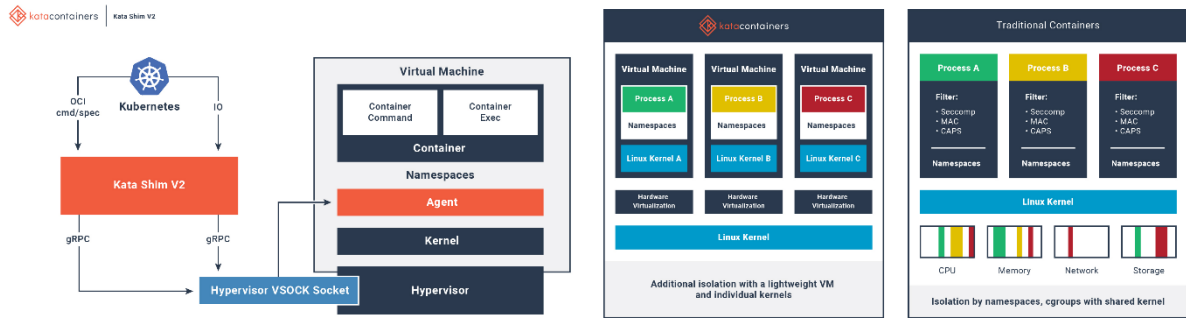 katacontainers
Kata Shim V2
Kubernetes
OCI
cmd/spec
IO
Kata Shim V2
gRPC
gRPC
Hypervisor VSOCK Socket
Virtual Machine
Container
Command
Container
Exec
Container
Namespaces
Agent
Kernel
Hypervisor
katacontainers
Virtual Machine
Process A
Namespaces
Linux Kernel A
Hardware
Virtualization
Virtual Machine
Process B
Namespaces
Linux Kernel B
Hardware
Virtualization
Virtual Machine
Process C
Namespaces
Linux Kernel C
Hardware
Virtualization
Linux Kernel
Additional isolation with a lightweight VM
and individual kernels
Traditional Containers
Process A
Filter:
• Seccomp
• MAC
• CAPS
Namespaces
Process B
Filter:
• Seccomp
• MAC
• CAPS
Namespaces
Process C
Filter:
• Seccomp
• MAC
• CAPS
Namespaces
Linux Kernel
CPU
Memory
Network
Storage
Isolation by namespaces, cgroups with shared kernel